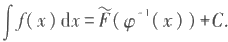 ∫ f(x) dx = F̃(φ⁻¹(x)) + C.